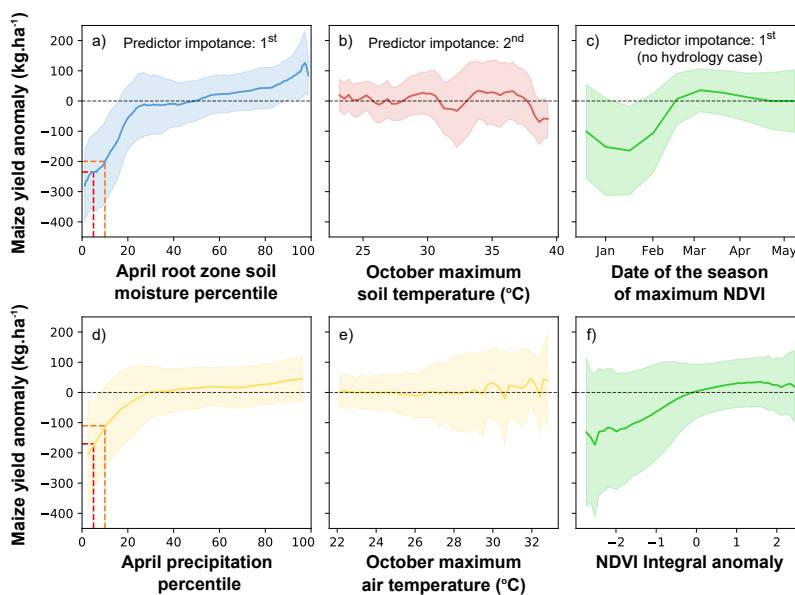 a) Predictor impotance: 1st
b) Predictor impotance: 2nd
c) Predictor impotance: 1st
(no hydrology case)
Maize yield anomaly (kg.ha⁻¹)
200
100
0
−100
−200
−300
−400
0 20 40 60 80 100
25 30 35 40
Jan Feb Mar Apr May
April root zone soil
moisture percentile
October maximum
soil temperature (°C)
Date of the season
of maximum NDVI
d)
e)
f)
Maize yield anomaly (kg.ha⁻¹)
200
100
0
−100
−200
−300
−400
0 20 40 60 80 100
22 24 26 28 30 32
−2 −1 0 1 2
April precipitation
percentile
October maximum
air temperature (°C)
NDVI Integral anomaly